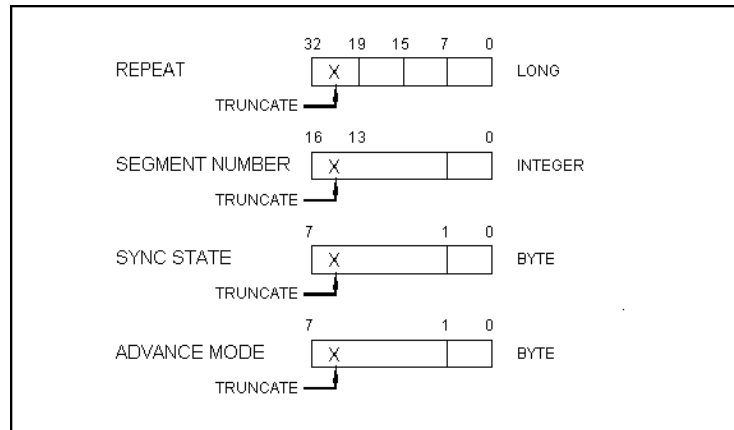 32 19 15 7 0
REPEAT X LONG
TRUNCATE
16 13 0
SEGMENT NUMBER X INTEGER
TRUNCATE
7 1 0
SYNC STATE X BYTE
TRUNCATE
7 1 0
ADVANCE MODE X BYTE
TRUNCATE